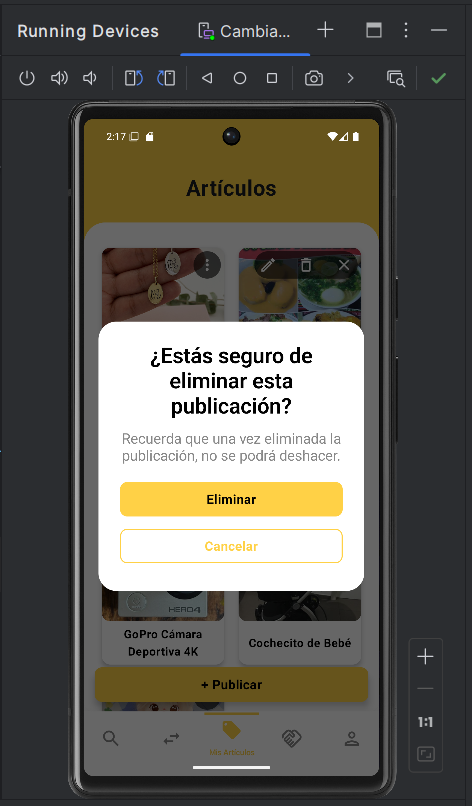 Running Devices
Cambia...
2:17
Artículos
¿Estás seguro de
eliminar esta
publicación?
Recuerda que una vez eliminada la
publicación, no se podrá deshacer.
Eliminar
Cancelar
HERO4
GoPro Cámara
Deportiva 4K
Cochecito de Bebé
+ Publicar
Mis Artículos
1:1